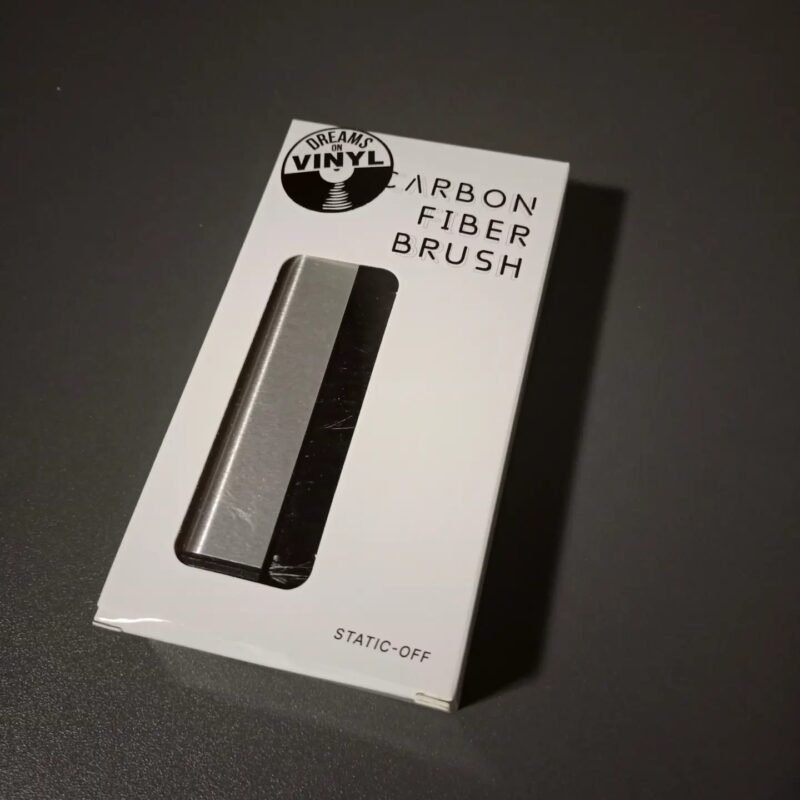 DREAMS
ON
VINYL
CARBON
FIBER
BRUSH
STATIC-OFF